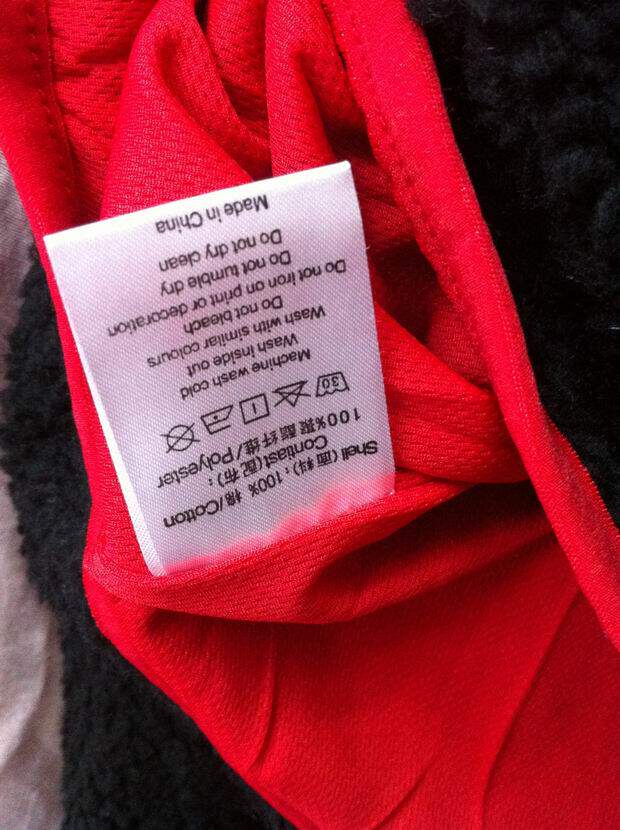 Shell (面料): 100% 棉/Cotton
Contiast(配布):
100%聚酯纤维/Polyester
30
Machine wash cold
Wash inside out
Wash with similar colours
Do not bleach
Do not Iron on print or decoration
Do not tumble dry
Do not dry clean
Made in China